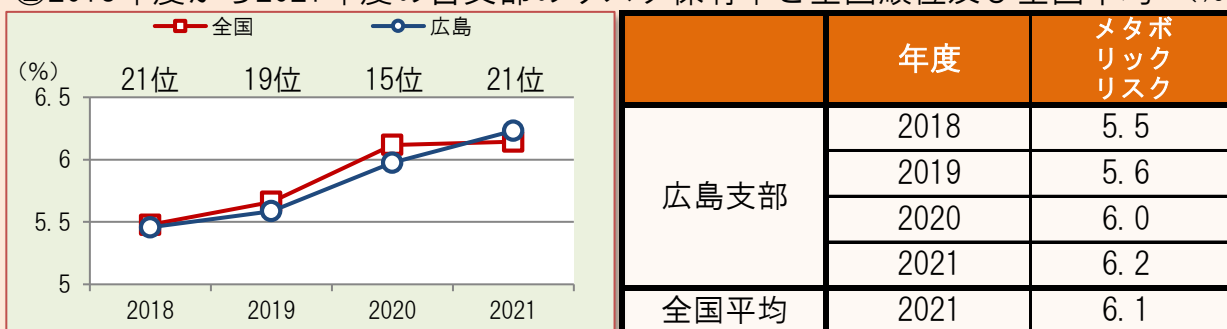 全国 広島
(%) 21位 19位 15位 21位
6.5
6
5.5
5
2018 2019 2020 2021
年度 メタボ
リック
リスク
広島支部 2018 5.5
2019 5.6
2020 6.0
2021 6.2
全国平均 2021 6.1